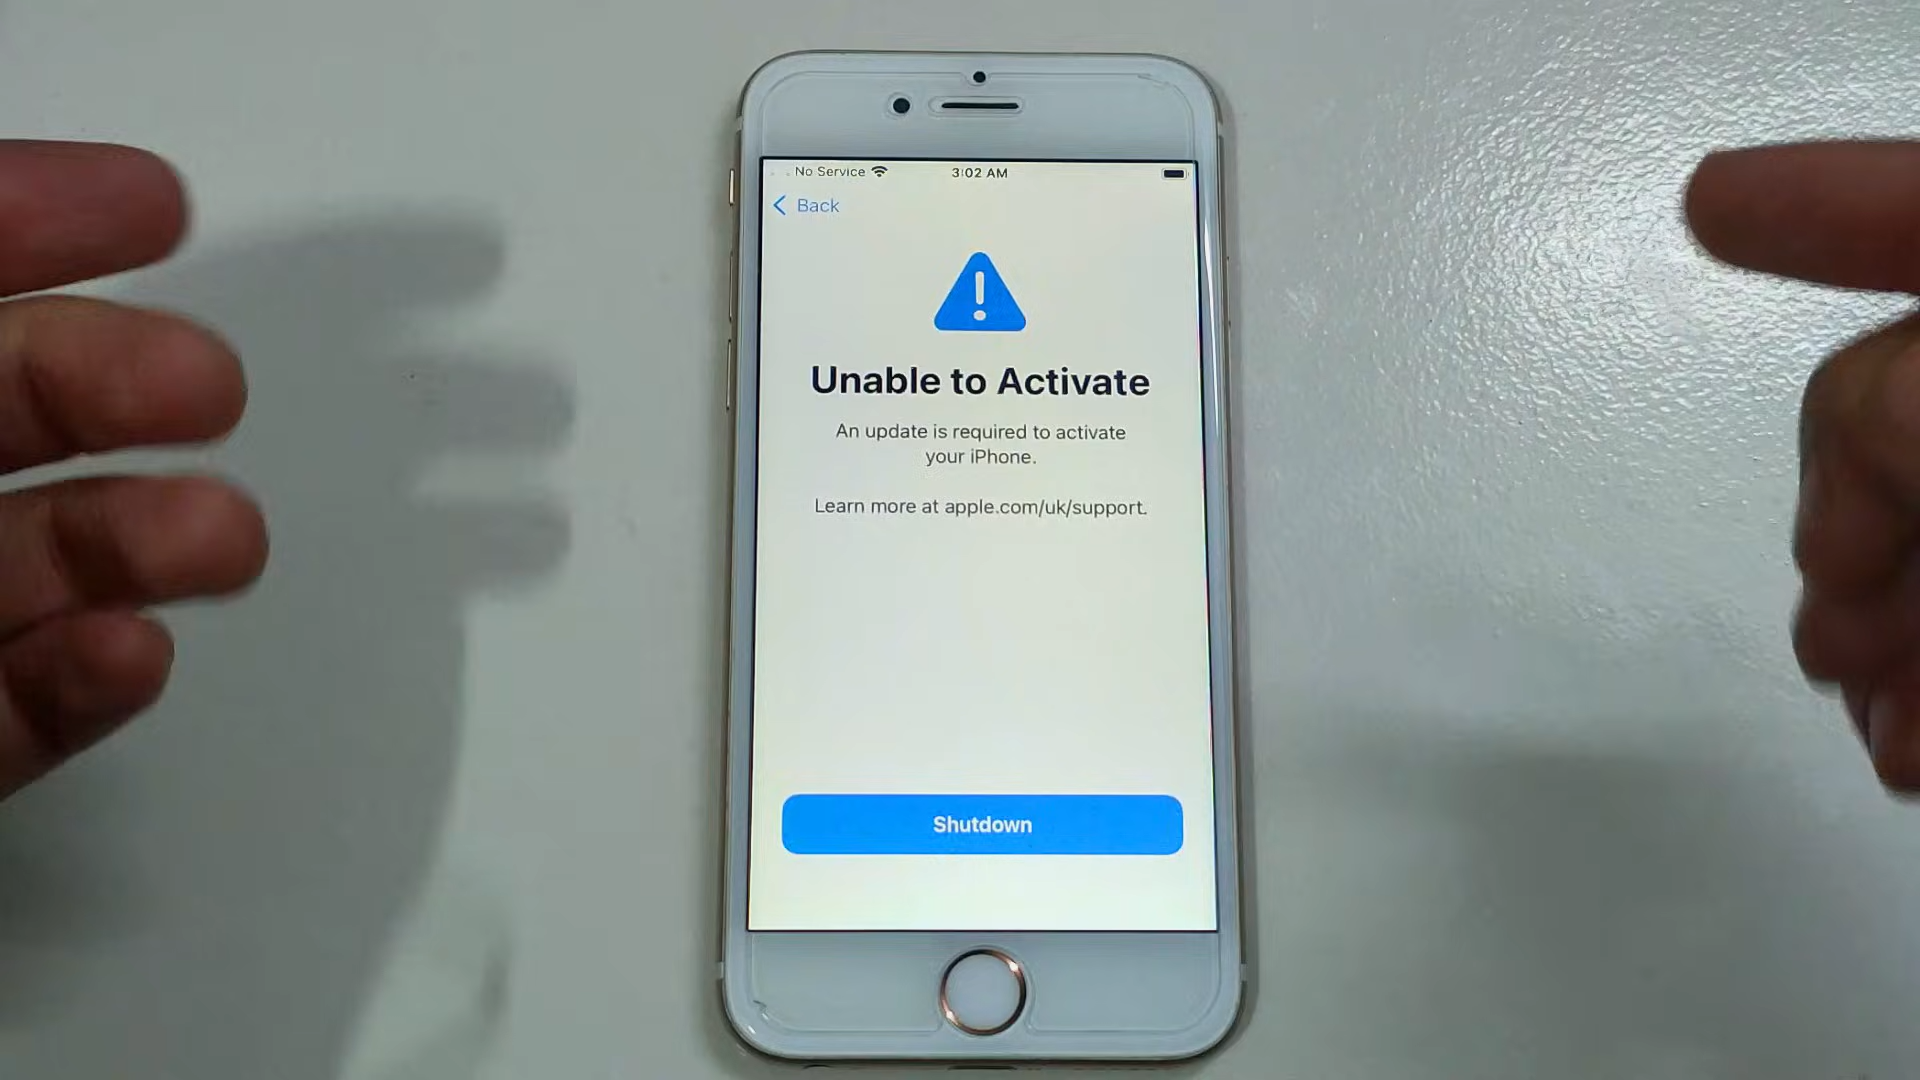 No Service 3:02 AM
Back
Unable to Activate
An update is required to activate
your iPhone.
Learn more at apple.com/uk/support.
Shutdown